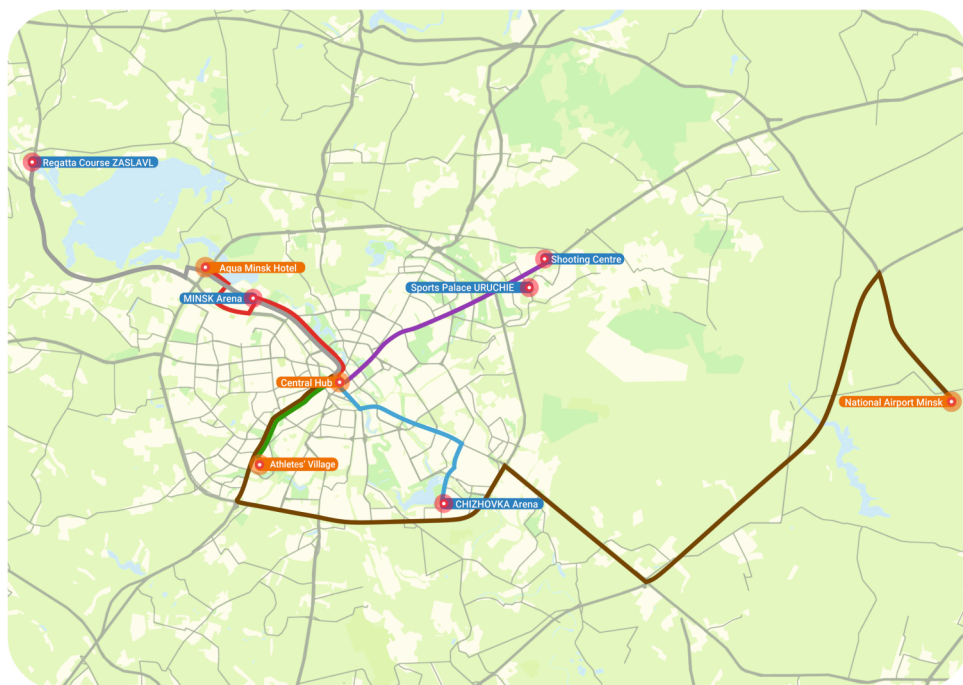 Regatta Course ZASLAVL
Shooting Centre
Aqua Minsk Hotel
Sports Palace URUCHIE
MINSK Arena
Central Hub
National Airport Minsk
Athletes' Village
CHIZHOVKA Arena